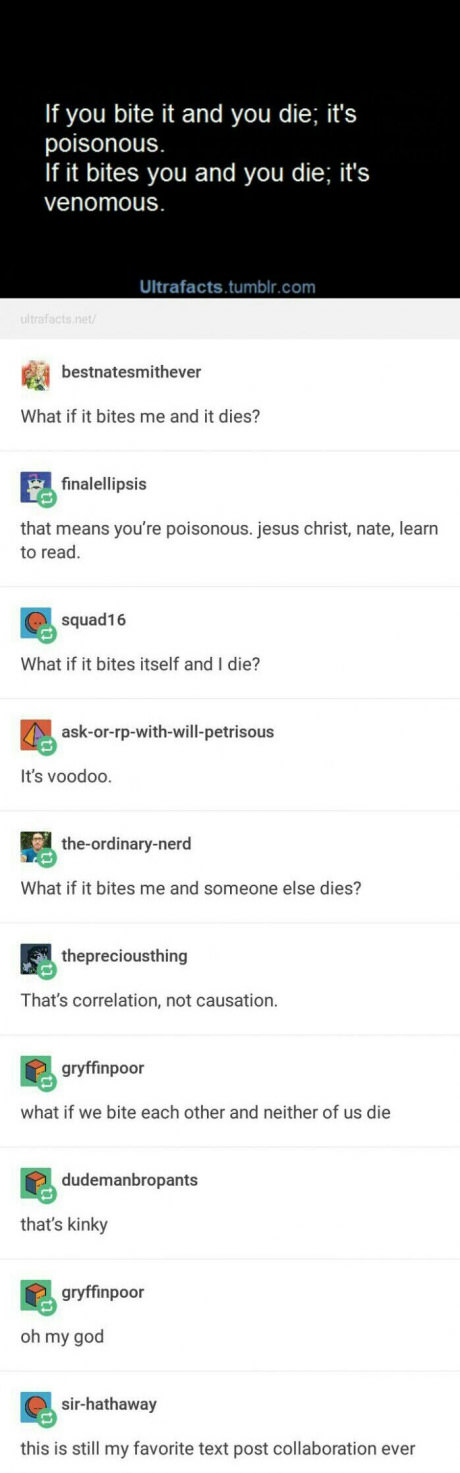 If you bite it and you die; it's
poisonous.
If it bites you and you die; it's
venomous.
Ultrafacts.tumblr.com
ultrafacts.net/
bestnatesmithever
What if it bites me and it dies?
finalellipsis
that means you're poisonous. jesus christ, nate, learn
to read.
squad16
What if it bites itself and I die?
ask-or-rp-with-will-petrisous
It's voodoo.
the-ordinary-nerd
What if it bites me and someone else dies?
thepreciousthing
That's correlation, not causation.
gryffinpoor
what if we bite each other and neither of us die
dudemanbropants
that's kinky
gryffinpoor
oh my god
sir-hathaway
this is still my favorite text post collaboration ever